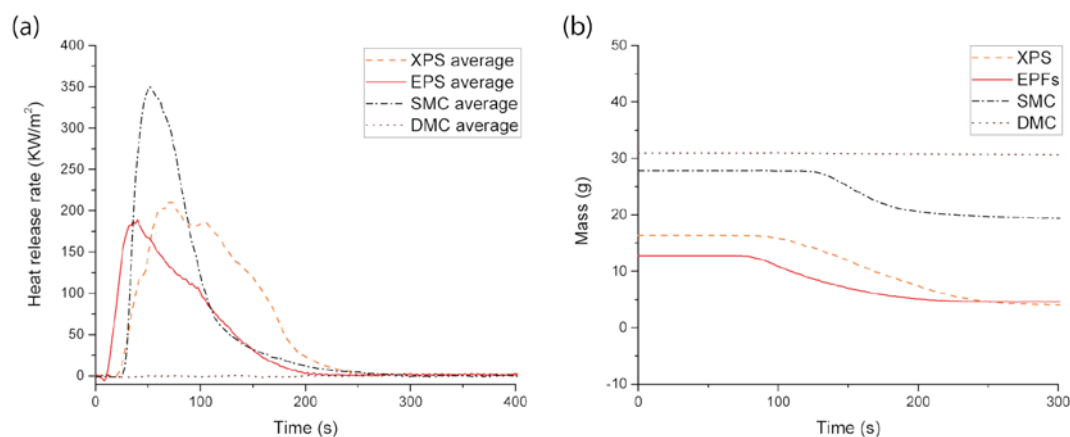 (a)
400
350
300
250
200
150
100
50
0
Heat release rate (KW/m²)
XPS average
EPS average
SMC average
DMC average
0
100
200
300
400
Time (s)
(b)
50
40
30
20
10
0
-10
Mass (g)
XPS
EPFs
SMC
DMC
0
100
200
300
Time (s)